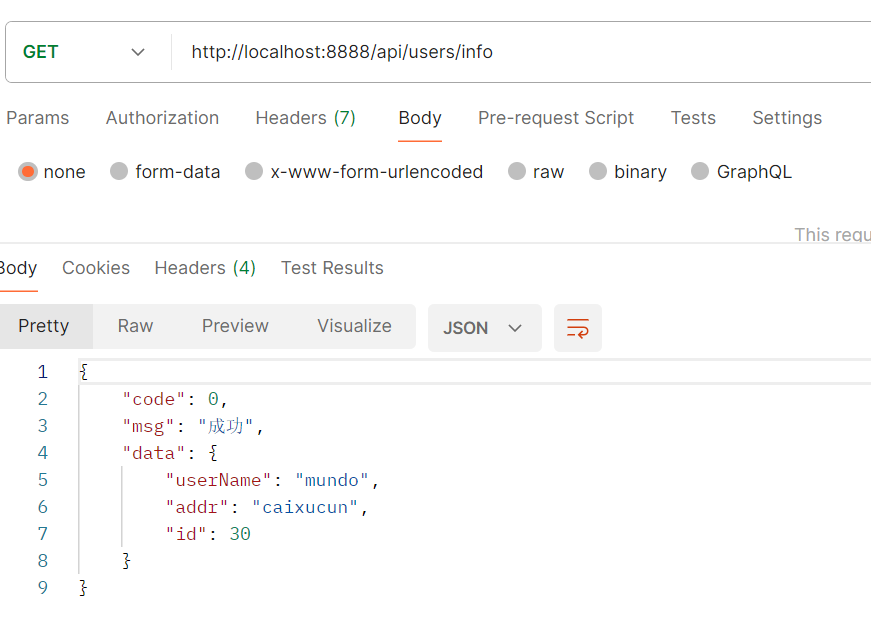 GET http://localhost:8888/api/users/info
Params Authorization Headers (7) Body Pre-request Script Tests Settings
none form-data x-www-form-urlencoded raw binary GraphQL
This requ
Body Cookies Headers (4) Test Results
Pretty Raw Preview Visualize JSON
1 {
2 "code": 0,
3 "msg": "成功",
4 "data": {
5 "userName": "mundo",
6 "addr": "caixucun",
7 "id": 30
8 }
9 }